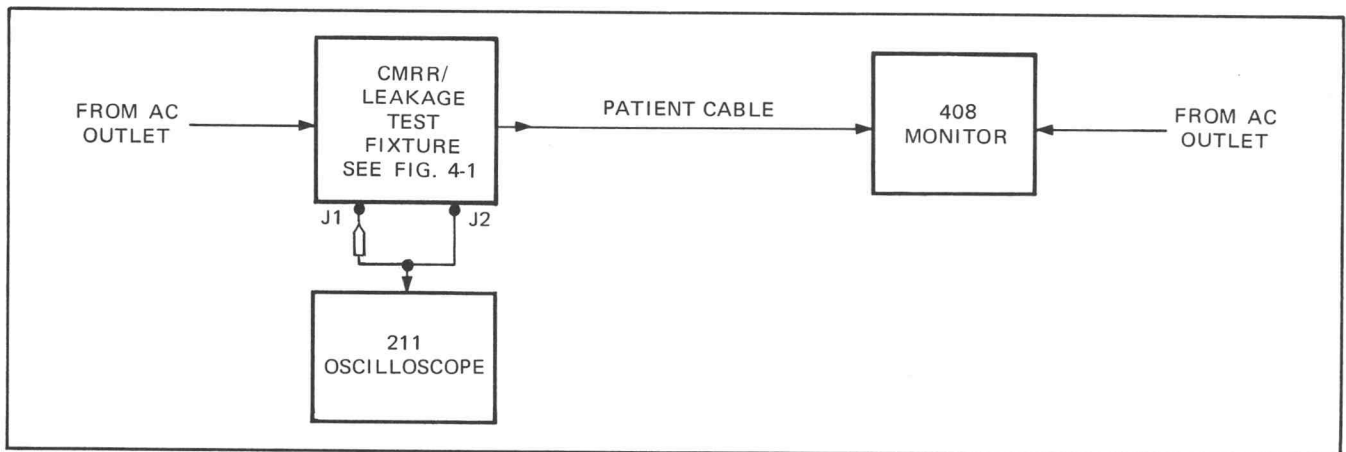 FROM AC
OUTLET
CMRR/
LEAKAGE
TEST
FIXTURE
SEE FIG. 4-1
PATIENT CABLE
408
MONITOR
FROM AC
OUTLET
J1
J2
211
OSCILLOSCOPE